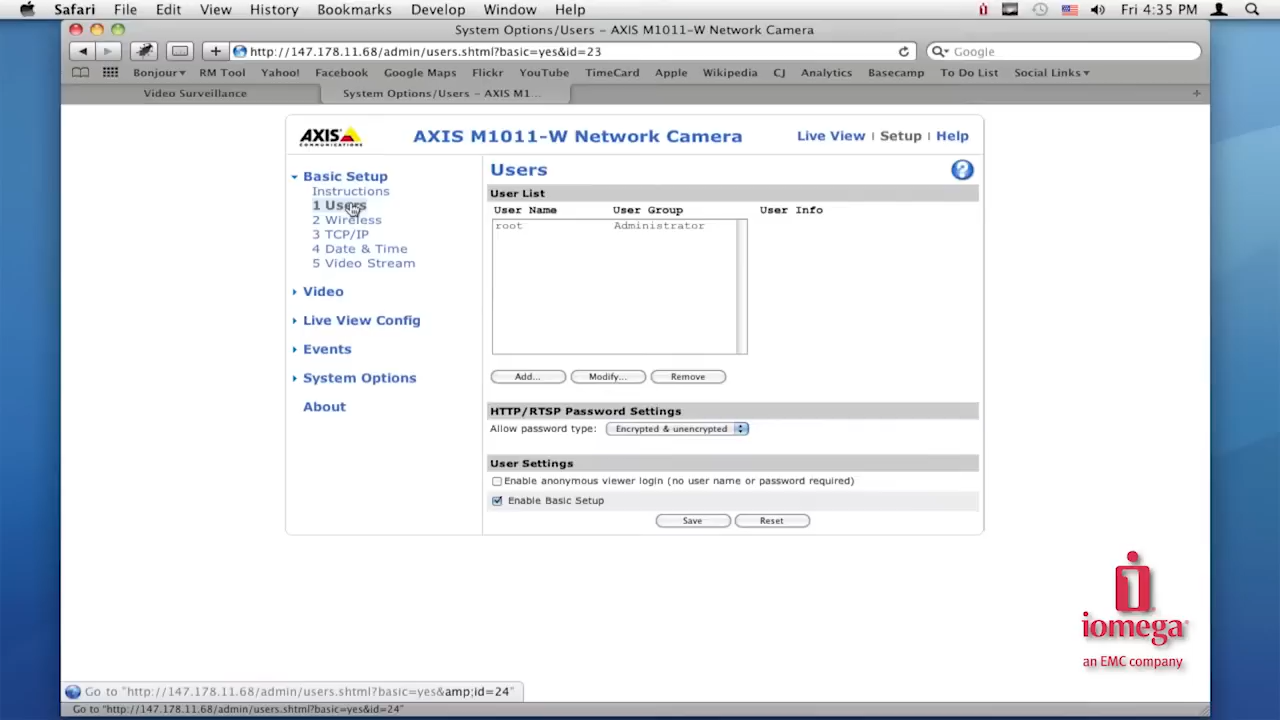 Safari File Edit View History Bookmarks Develop Window Help Fri 4:35 PM
System Options/Users – AXIS M1011-W Network Camera
http://147.178.11.68/admin/users.shtml?basic=yes&id=23
Google
Bonjour RM Tool Yahoo! Facebook Google Maps Flickr YouTube TimeCard Apple Wikipedia CJ Analytics Basecamp To Do List Social Links
Video Surveillance
System Options/Users – AXIS M1...
AXIS
COMMUNICATIONS
AXIS M1011-W Network Camera
Live View | Setup | Help
Basic Setup
Instructions
1 Users
2 Wireless
3 TCP/IP
4 Date & Time
5 Video Stream
Video
Live View Config
Events
System Options
About
Users
?
User List
User Name User Group User Info
root Administrator
Add... Modify... Remove
HTTP/RTSP Password Settings
Allow password type: Encrypted & unencrypted
User Settings
Enable anonymous viewer login (no user name or password required)
Enable Basic Setup
Save Reset
iomega
an EMC company
Go to "http://147.178.11.68/admin/users.shtml?basic=yes&amp;id=24"
Go to "http://147.178.11.68/admin/users.shtml?basic=yes&id=24"